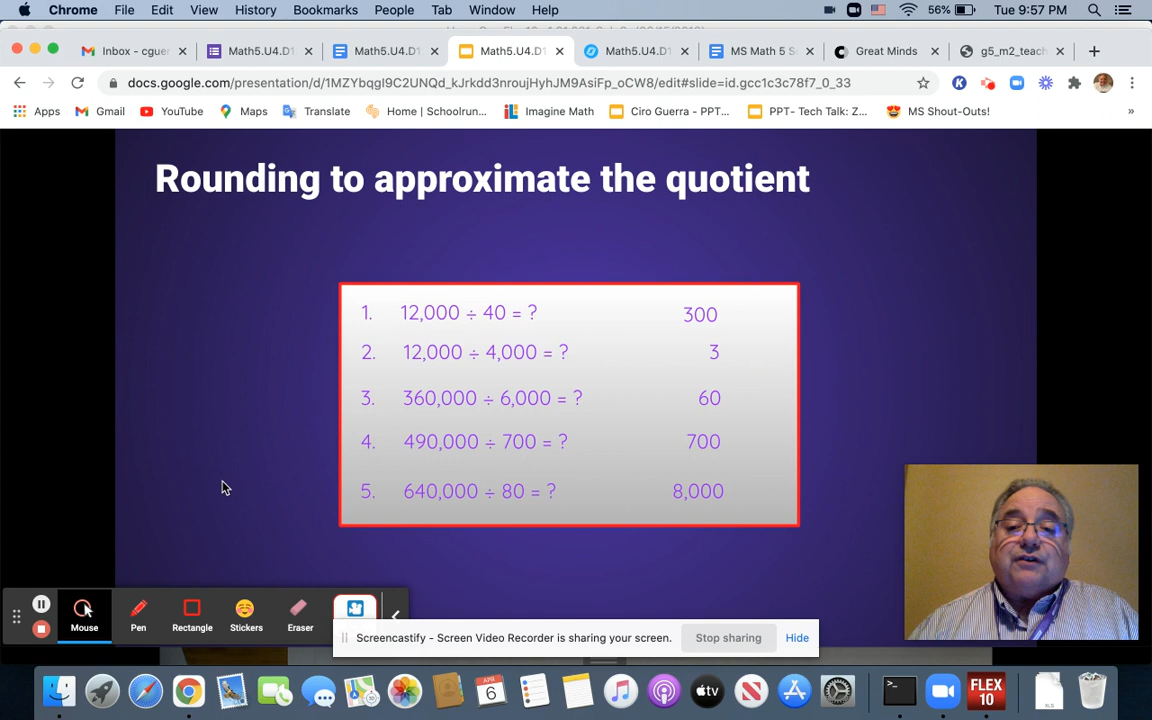 Chrome File Edit View History Bookmarks People Tab Window Help 56% Tue 9:57 PM
Inbox - cguer Math5.U4.D1 Math5.U4.D1 Math5.U4.D1 Math5.U4.D1 MS Math 5 S Great Minds g5_m2_teach
docs.google.com/presentation/d/1MZYbqgl9C2UNQd_kJrkdd3nroujHyhJM9AsiFp_oCW8/edit#slide=id.gcc1c3c78f7_0_33
Apps Gmail YouTube Maps Translate Home | Schoolrun... Imagine Math Ciro Guerra - PPT... PPT- Tech Talk: Z... MS Shout-Outs! »
Rounding to approximate the quotient
1. 12,000 ÷ 40 = ? 300
2. 12,000 ÷ 4,000 = ? 3
3. 360,000 ÷ 6,000 = ? 60
4. 490,000 ÷ 700 = ? 700
5. 640,000 ÷ 80 = ? 8,000
Mouse Pen Rectangle Stickers Eraser
Screencastify - Screen Video Recorder is sharing your screen. Stop sharing Hide
APR 6 tv FLEX 10 XLS